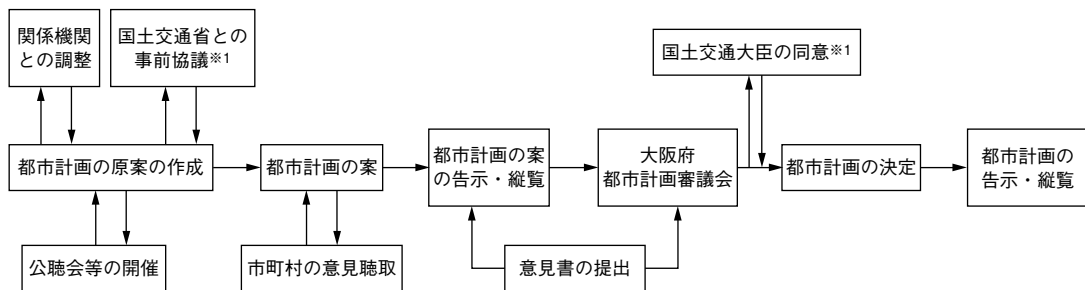 関係機関
との調整
国土交通省との
事前協議※1
国土交通大臣の同意※1
都市計画の原案の作成
都市計画の案
都市計画の案
の告示・縦覧
大阪府
都市計画審議会
都市計画の決定
都市計画の
告示・縦覧
公聴会等の開催
市町村の意見聴取
意見書の提出